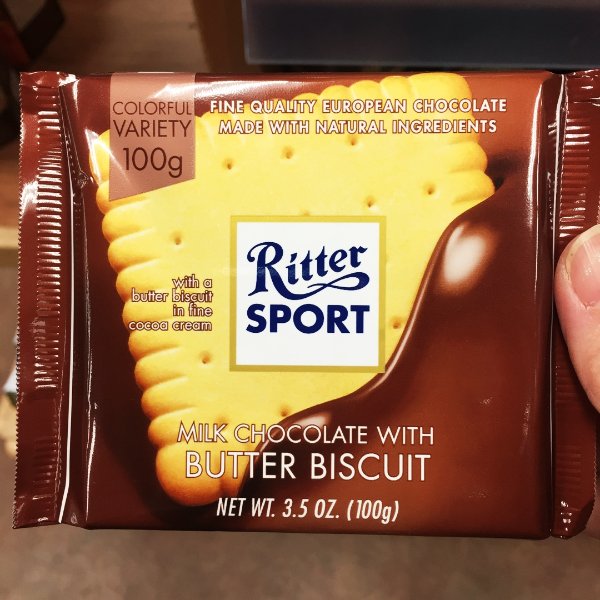 COLORFUL
VARIETY
100g
FINE QUALITY EUROPEAN CHOCOLATE
MADE WITH NATURAL INGREDIENTS
Ritter
SPORT
with a
butter biscuit
in fine
cocoa cream
MILK CHOCOLATE WITH
BUTTER BISCUIT
NET WT. 3.5 OZ. (100g)